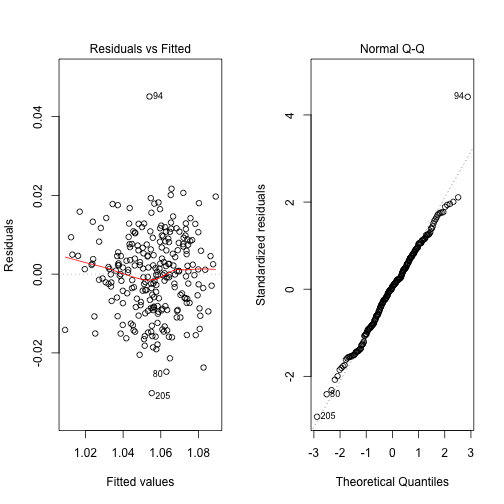 Residuals vs Fitted
Residuals
0.04
0.02
0.00
-0.02
94
80
205
1.02 1.04 1.06 1.08
Fitted values
Normal Q-Q
Standardized residuals
4
2
0
-2
94
80
205
-3 -2 -1 0 1 2 3
Theoretical Quantiles